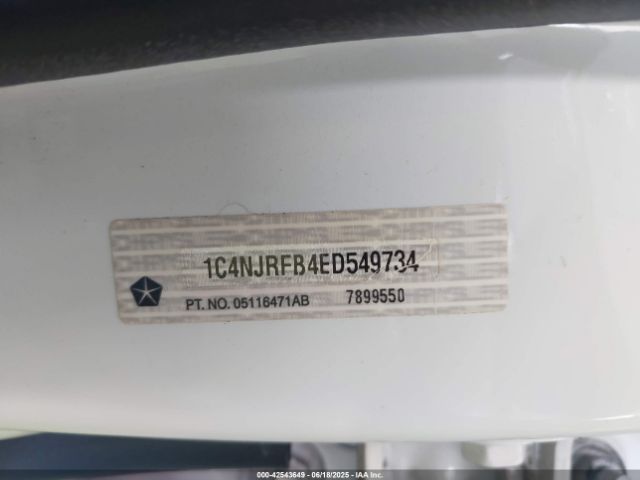 1C4NJRFB4ED549734
PT. NO. 05116471AB 7899550
000-42543649 - 06/18/2025 - IAA Inc.